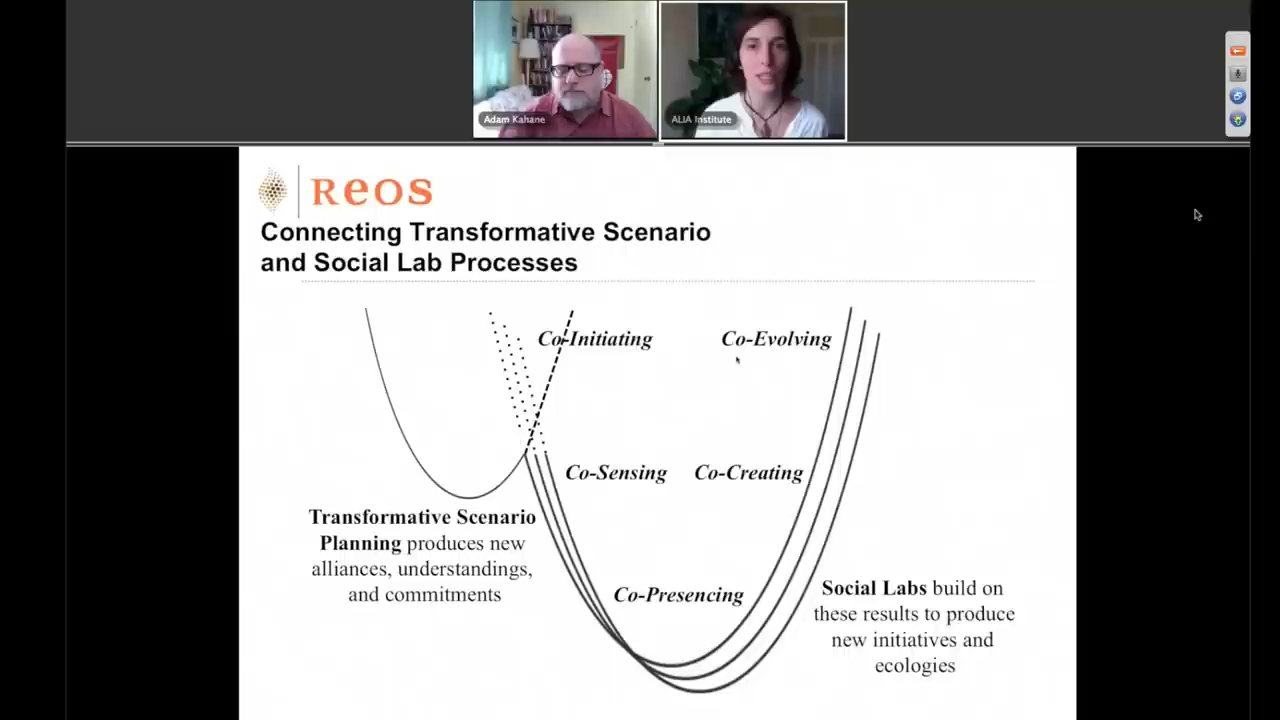 Adam Kahane
ALIA Institute
REOS
Connecting Transformative Scenario
and Social Lab Processes
Co-Initiating
Co-Evolving
Co-Sensing
Co-Creating
Transformative Scenario
Planning produces new
alliances, understandings,
and commitments
Co-Presencing
Social Labs build on
these results to produce
new initiatives and
ecologies